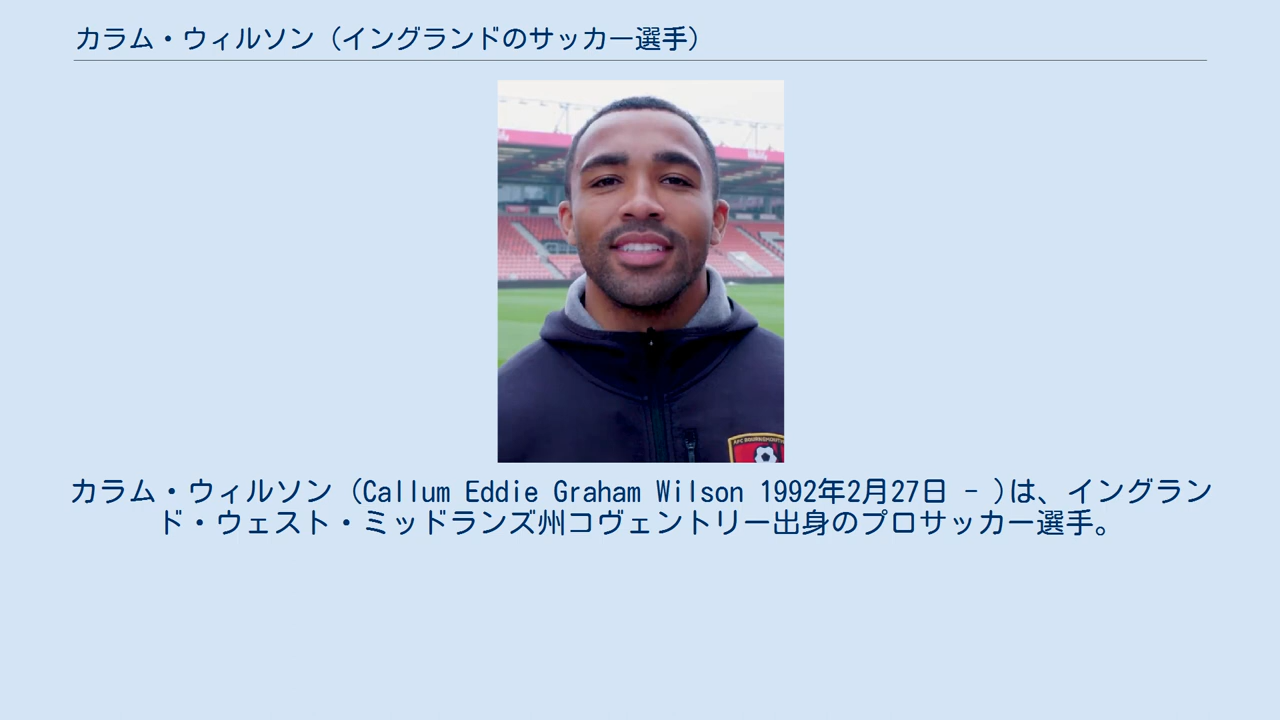 カラム・ウィルソン（イングランドのサッカー選手）
AFC BOURNEMOUTH
カラム・ウィルソン（Callum Eddie Graham Wilson 1992年2月27日 - )は、イングラン
ド・ウェスト・ミッドランズ州コヴェントリー出身のプロサッカー選手。